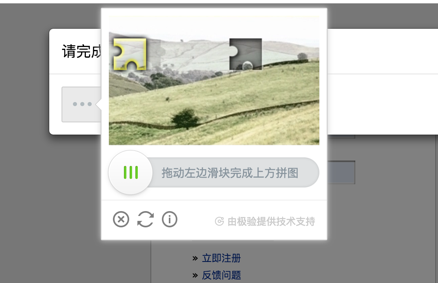 请完成
拖动左边滑块完成上方拼图
由极验提供技术支持
» 立即注册
» 反馈问题